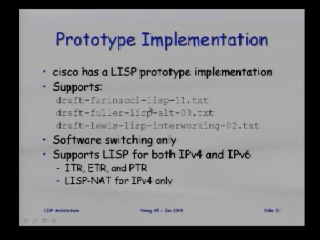 Prototype Implementation
• cisco has a LISP prototype implementation
• Supports:
draft-farinacci-lisp-11.txt
draft-fuller-lisp-alt-03.txt
draft-lewis-lisp-interworking-02.txt
• Software switching only
• Supports LISP for both IPv4 and IPv6
- ITR, ETR, and PTR
- LISP-NAT for IPv4 only
LISP Architecture
Slide